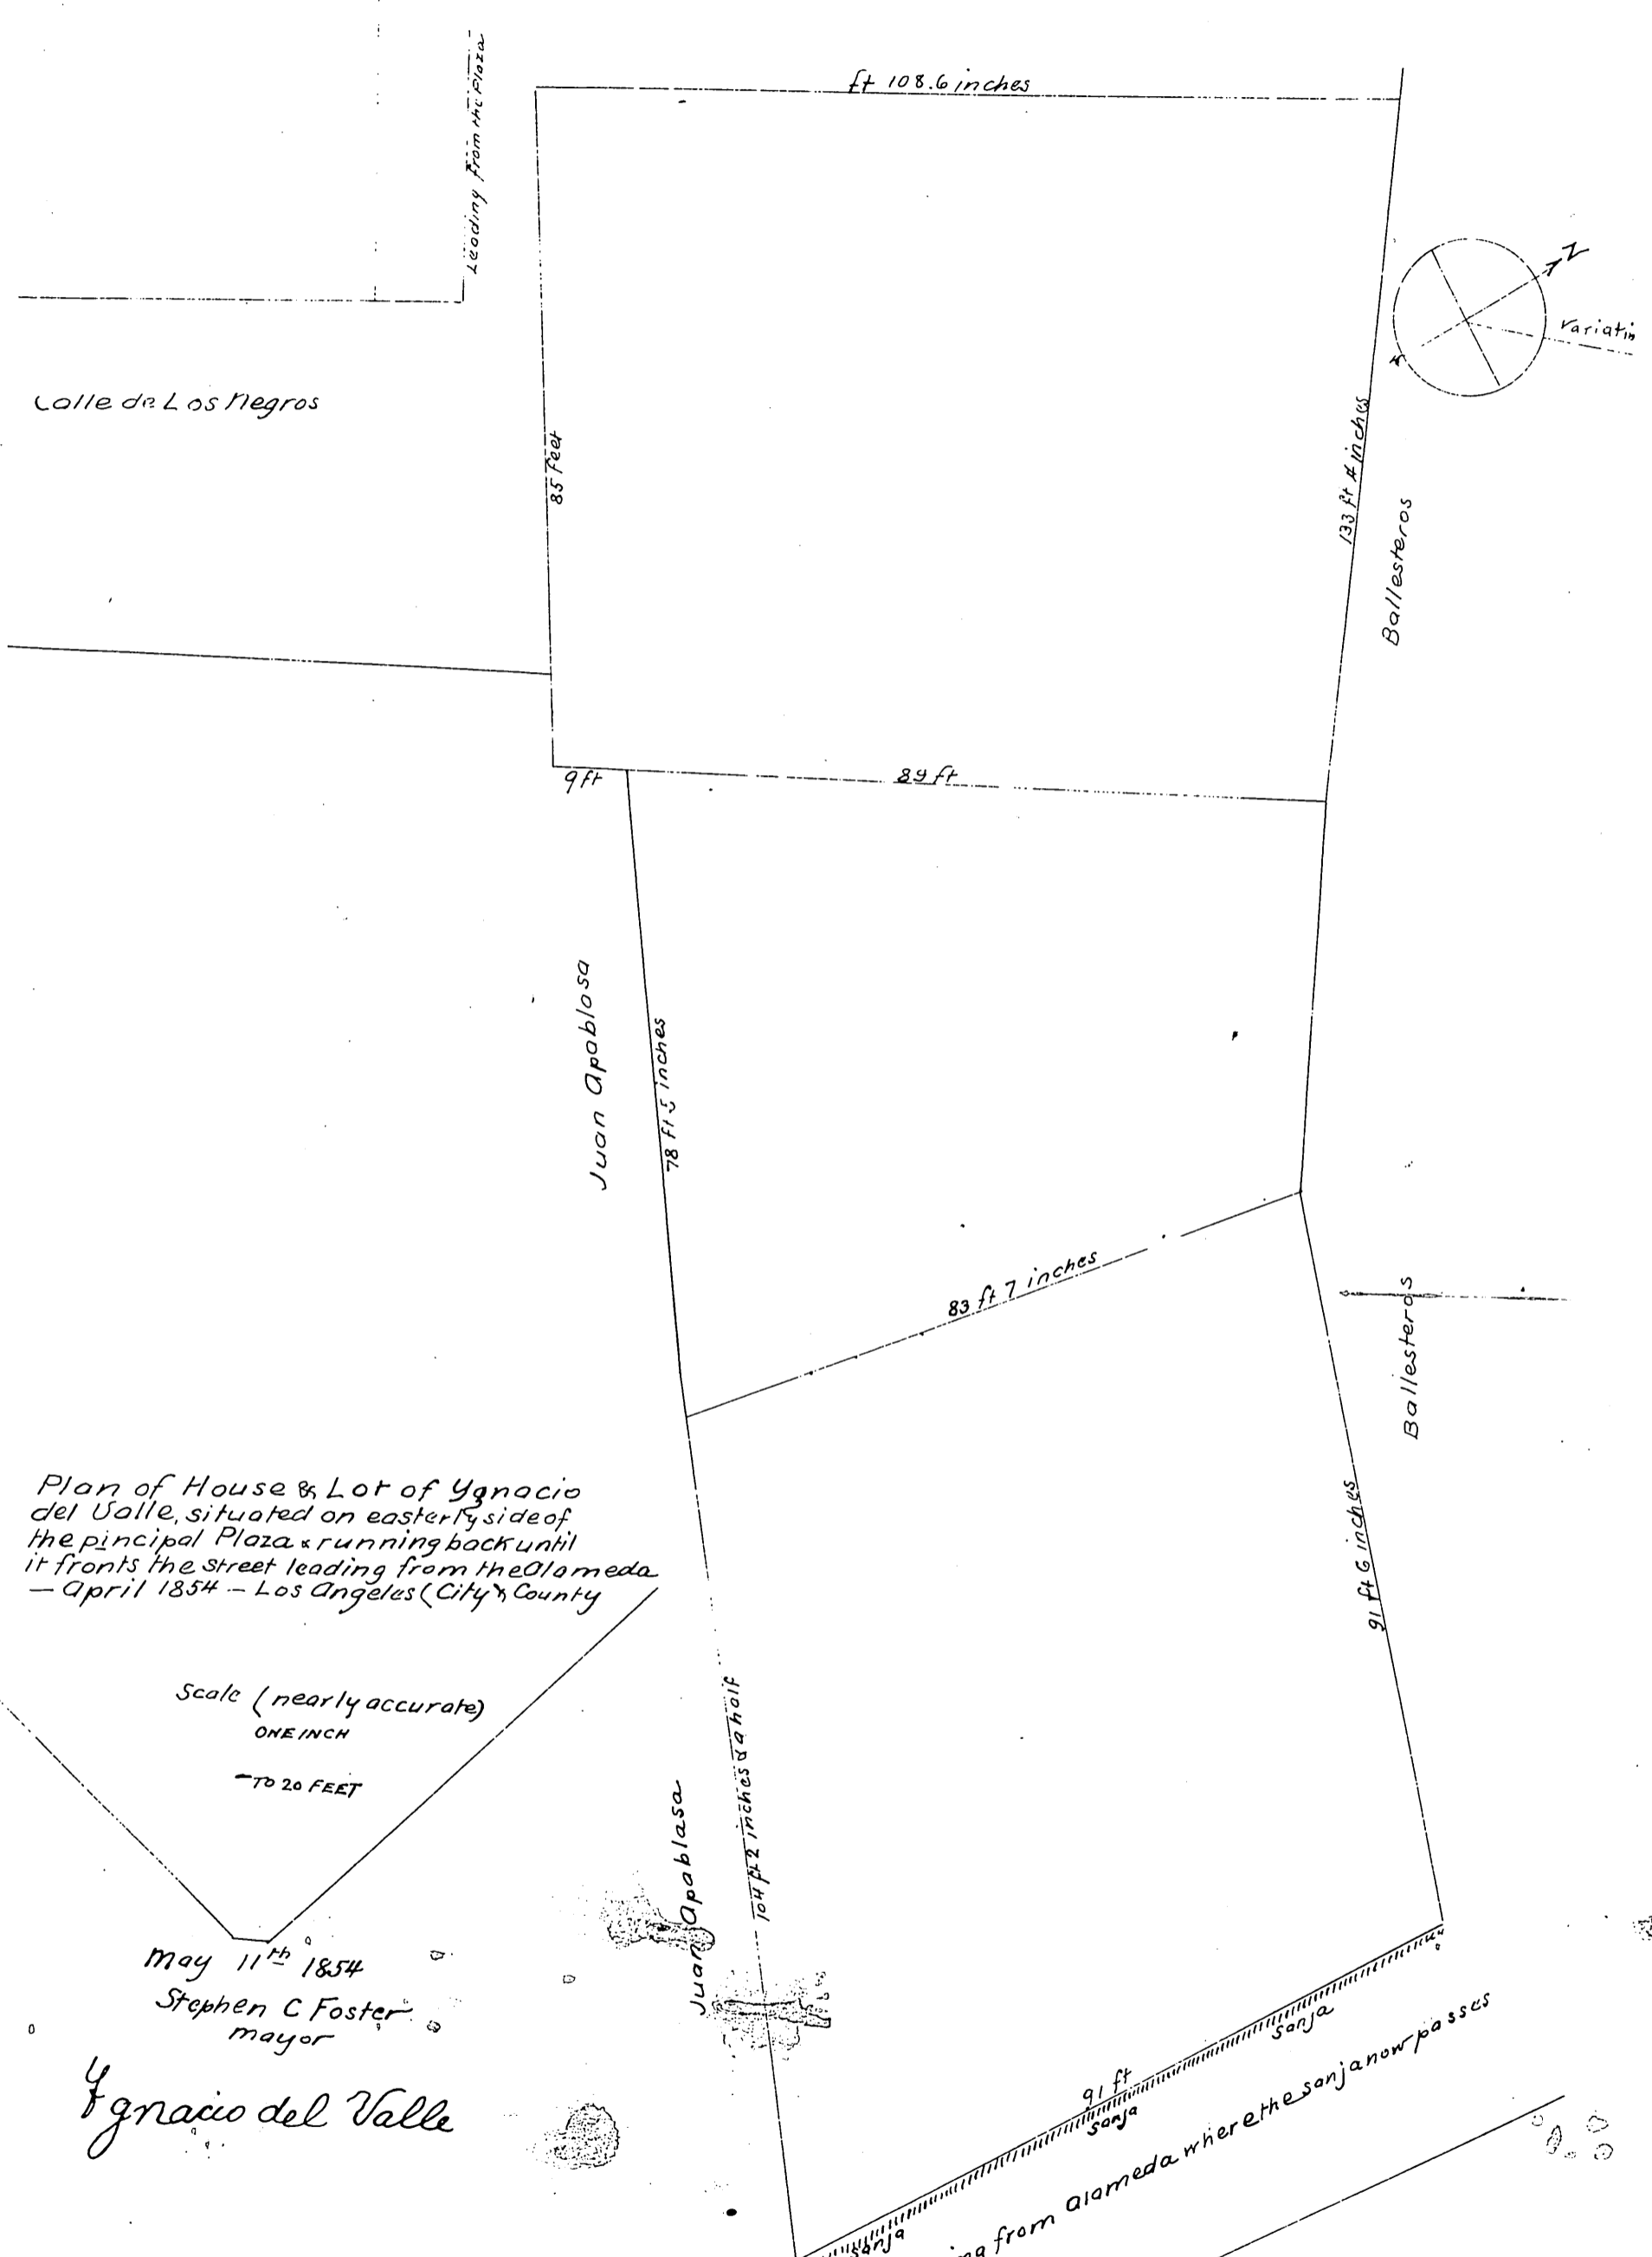 ft 108.6 inches
Leading from the Plaza
N
Variatin
Calle de Los Negros
85 feet
133 ft 4 inches
Ballesteros
9 ft
89 ft
Juan Apablosa
78 ft 5 inches
83 ft 7 inches
Ballesteros
91 ft 6 inches
Plan of House & Lot of Ygnacio
del Valle, situated on easterly side of
the pincipal Plaza & running back until
it fronts the street leading from the Alameda
— April 1854 — Los Angeles (City & County
Scale (nearly accurate)
ONE INCH
—TO 20 FEET
104 ft 2 inches & a half
Juan Apablasa
May 11th 1854
Stephen C Foster
mayor
Ygnacio del Valle
91 ft
sanja
sanja
sanja
from Alameda where the sanja now passes